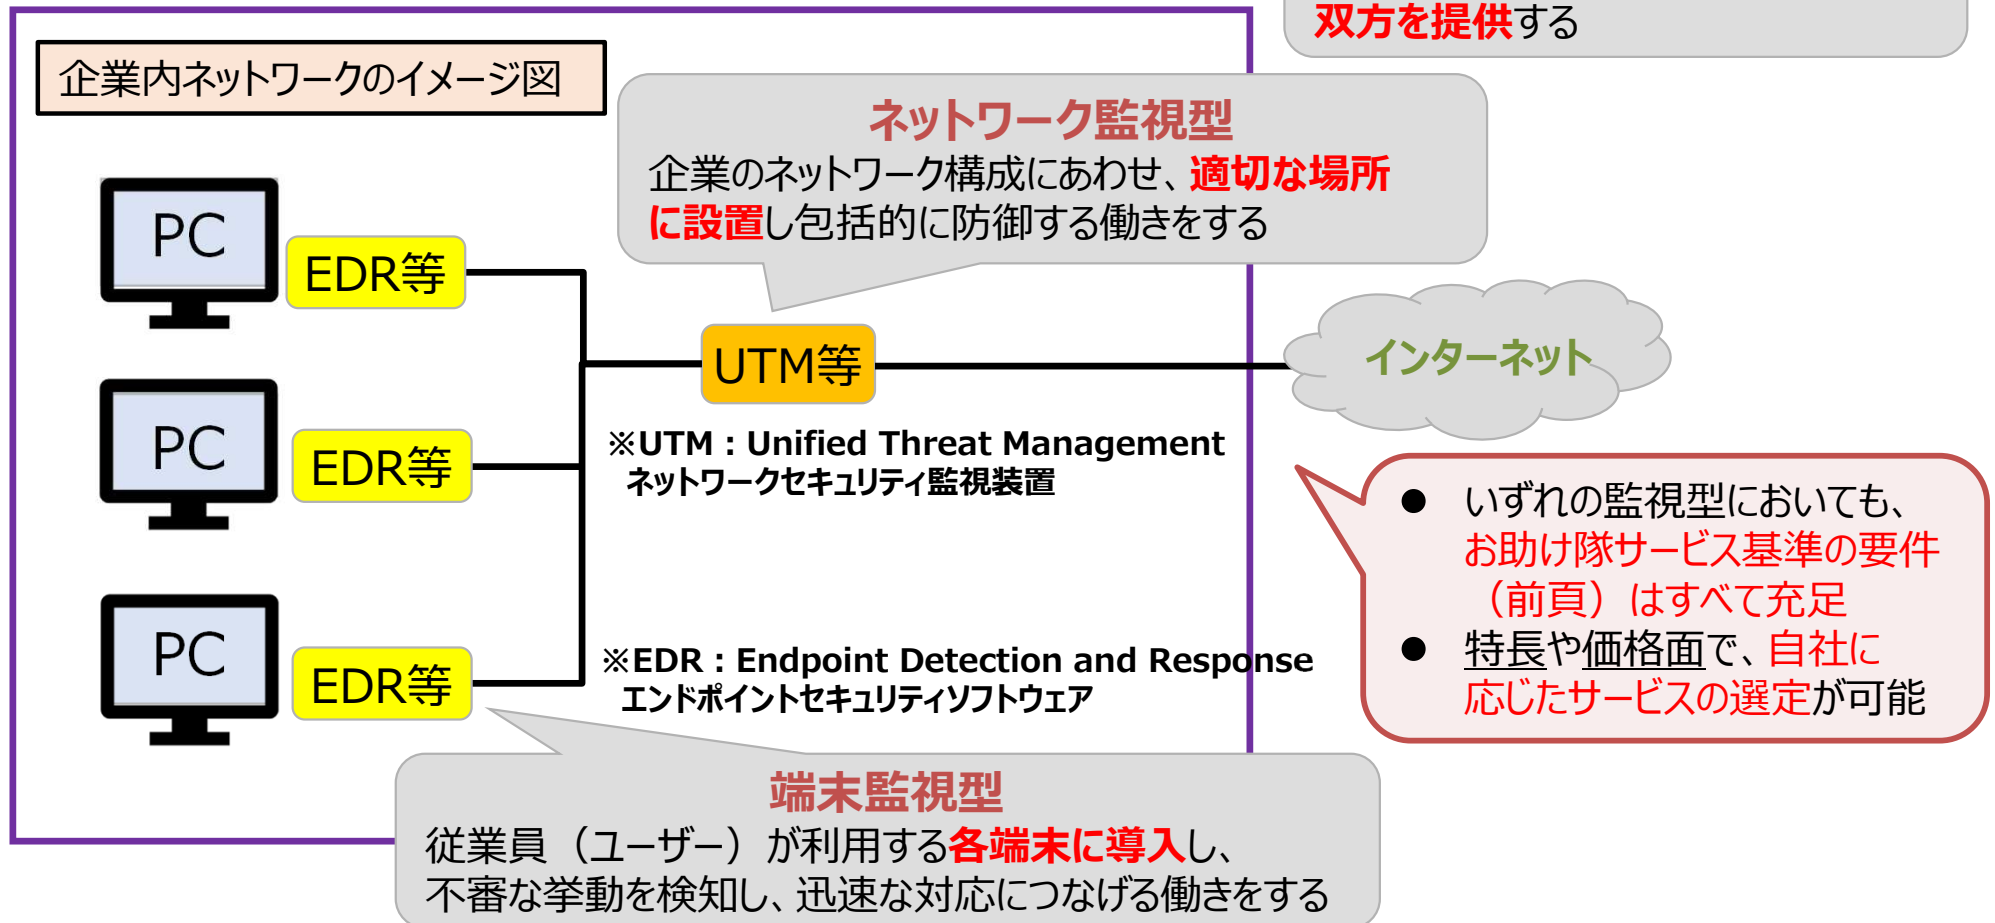 双方を提供する
企業内ネットワークのイメージ図
ネットワーク監視型
企業のネットワーク構成にあわせ、適切な場所
に設置し包括的に防御する働きをする
PC
EDR等
UTM等
インターネット
PC
EDR等
※UTM：Unified Threat Management
ネットワークセキュリティ監視装置
● いずれの監視型においても、
お助け隊サービス基準の要件
（前頁）はすべて充足
● 特長や価格面で、自社に
応じたサービスの選定が可能
PC
EDR等
※EDR：Endpoint Detection and Response
エンドポイントセキュリティソフトウェア
端末監視型
従業員（ユーザー）が利用する各端末に導入し、
不審な挙動を検知し、迅速な対応につなげる働きをする